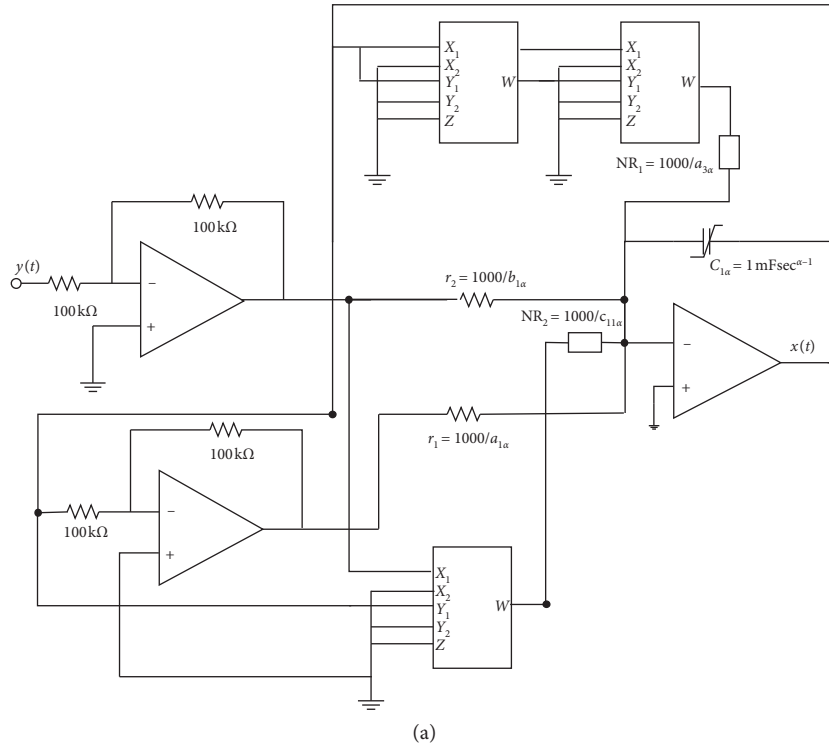 X₁
X₂
Y₁
Y₂
Z
W
X₁
X₂
Y₁
Y₂
Z
W
NR₁ = 1000/a₃α
100 kΩ
y(t)
100 kΩ
−
+
r₂ = 1000/b₁α
C₁α = 1 mFsec^α−1
NR₂ = 1000/c₁₁α
−
+
x(t)
r₁ = 1000/a₁α
100 kΩ
100 kΩ
−
+
X₁
X₂
Y₁
Y₂
Z
W
(a)